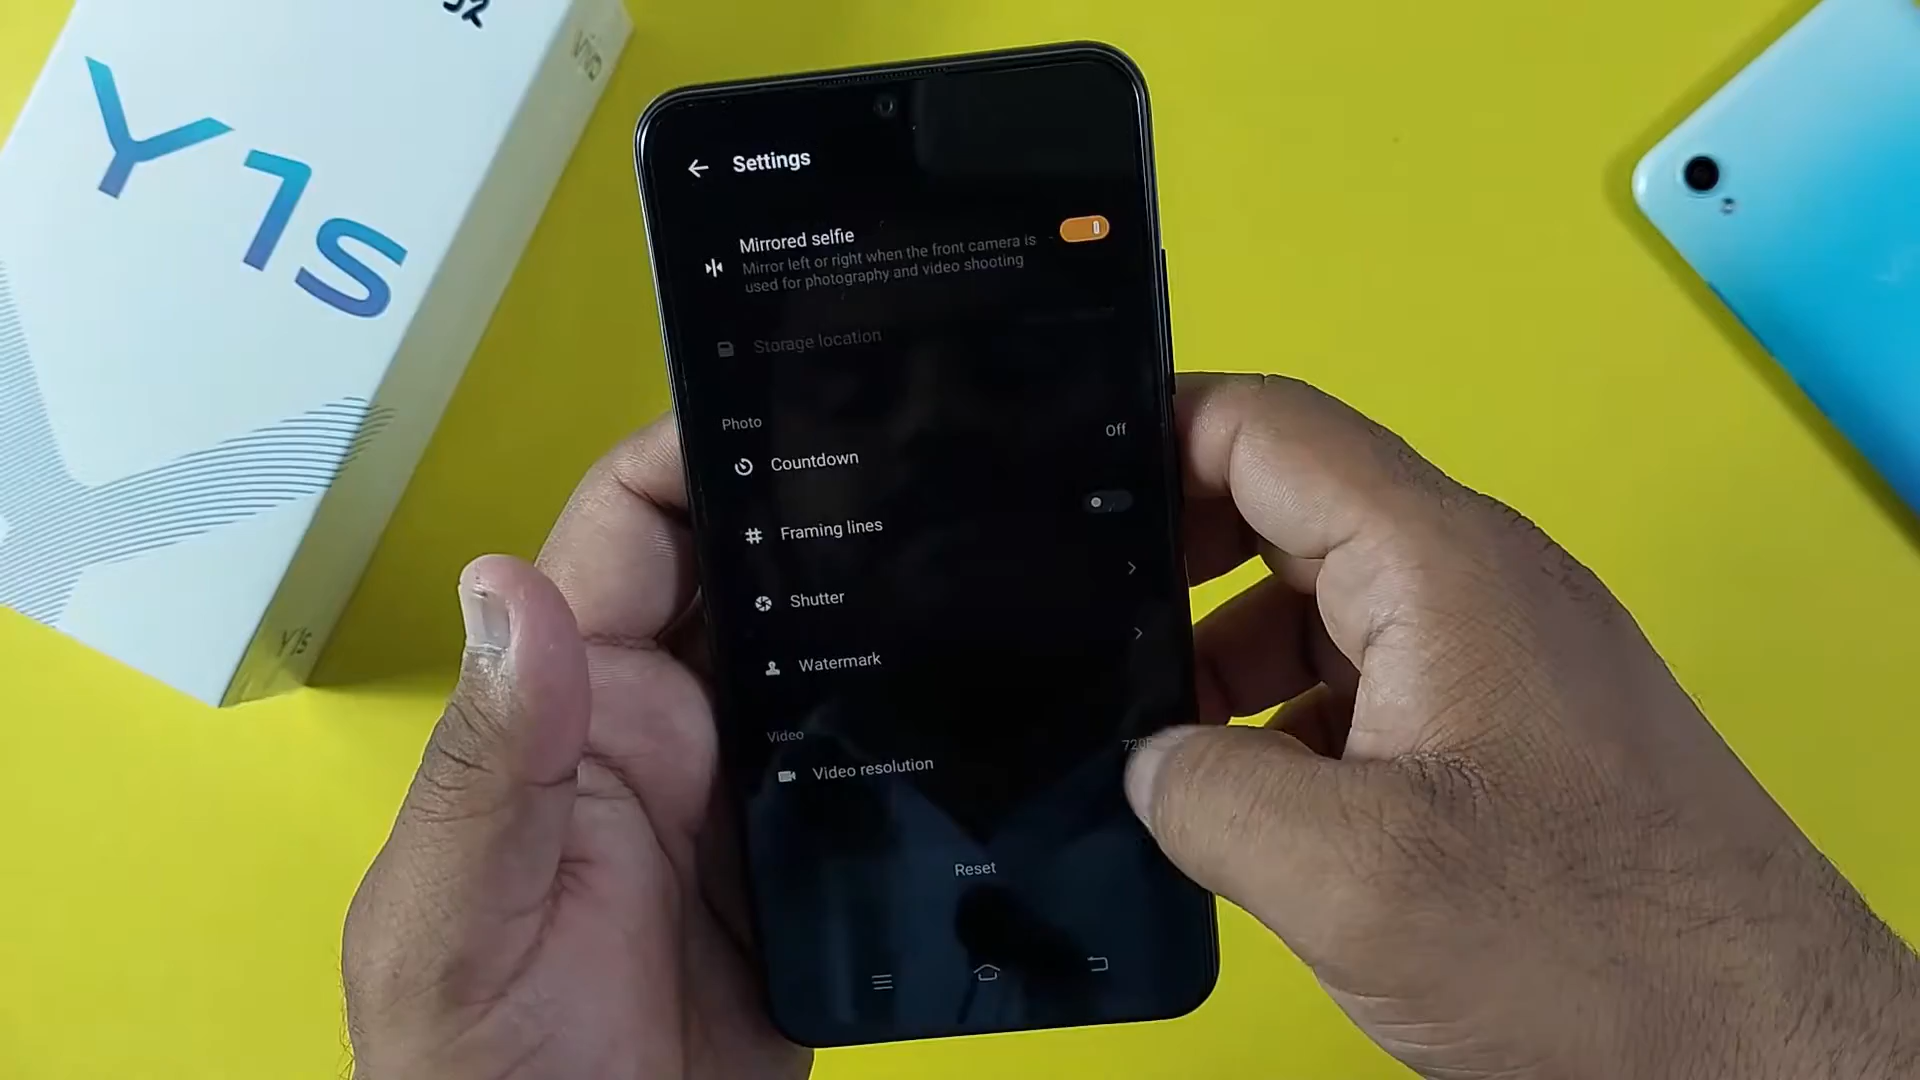 vivo
Y1s
Y1s
Settings
Mirrored selfie
Mirror left or right when the front camera is
used for photography and video shooting
Storage location
Photo
Countdown
Off
Framing lines
Shutter
Watermark
Video
Video resolution
Reset